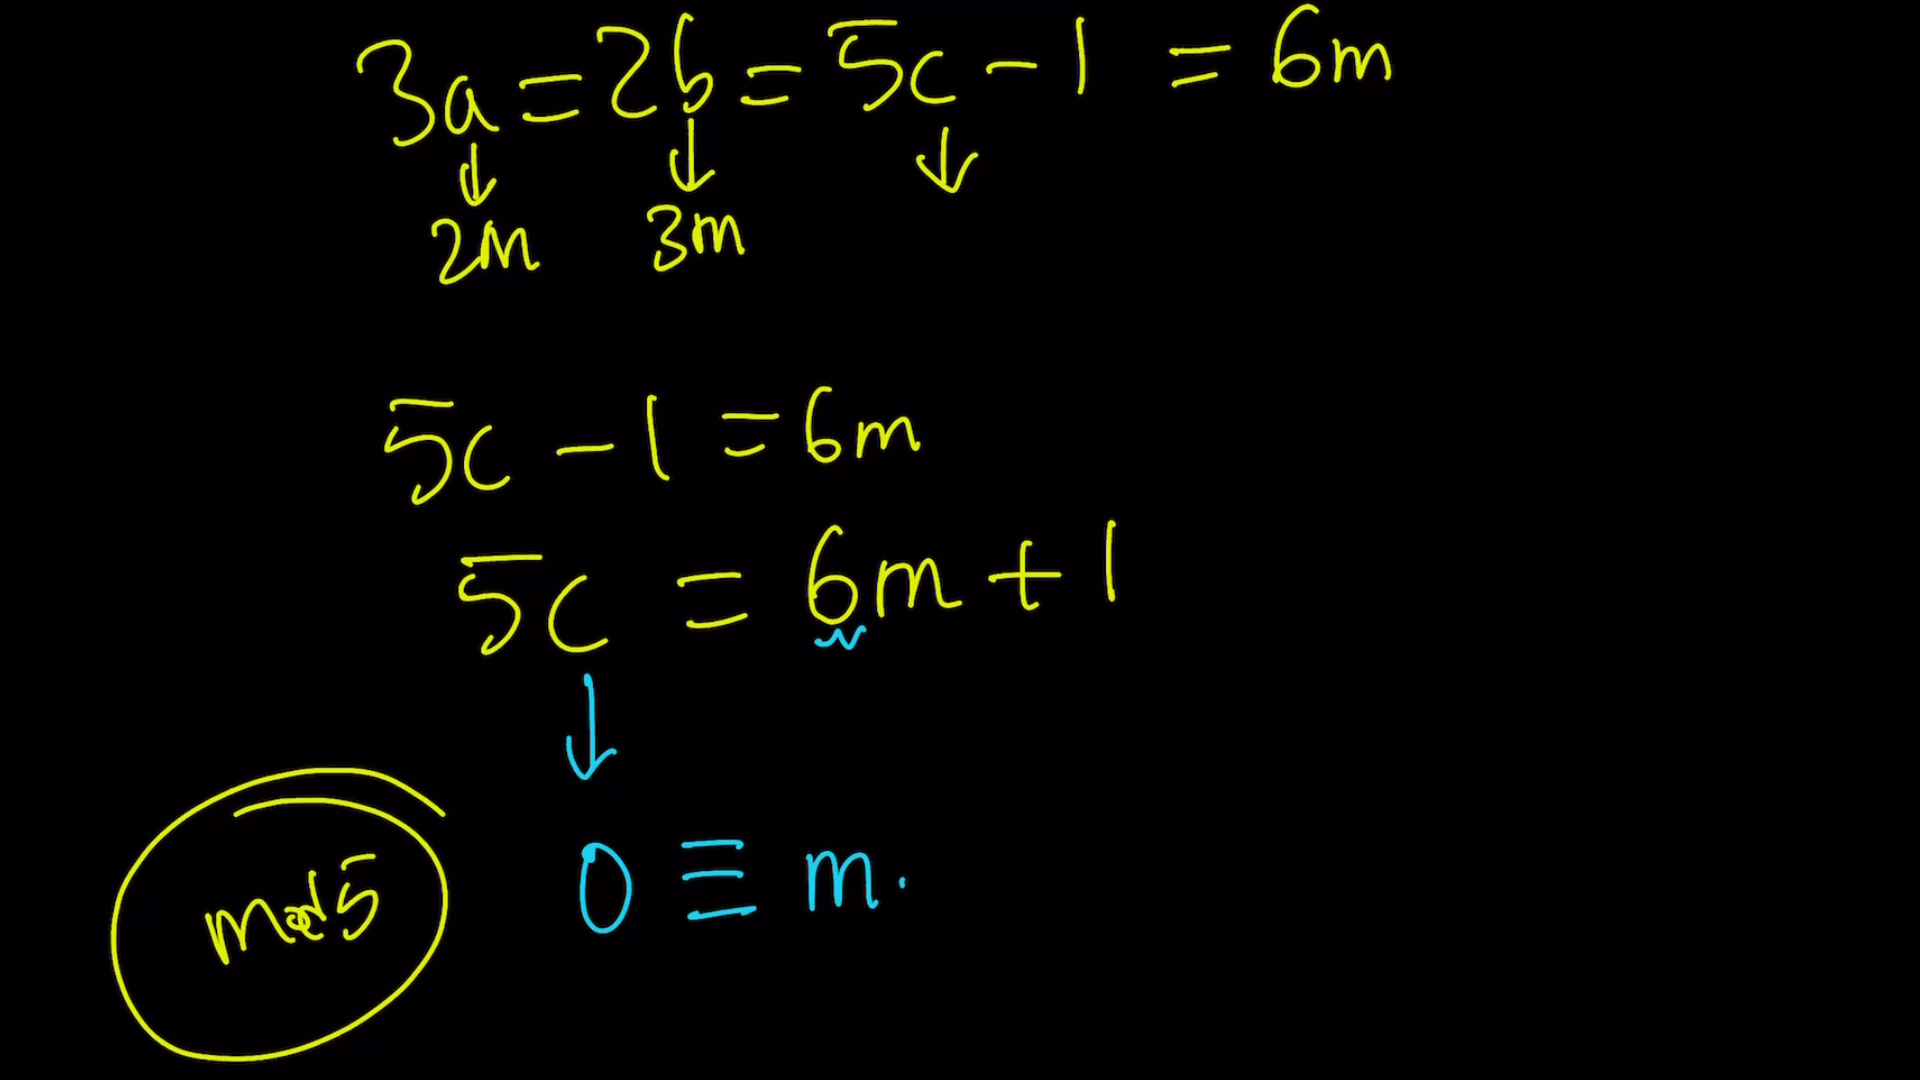 3a = 2b = 5c - 1 = 6m
↓ ↓ ↓
2m 3m
5c - 1 = 6m
5c = 6m + 1
↓
mod 5 0 ≡ m .